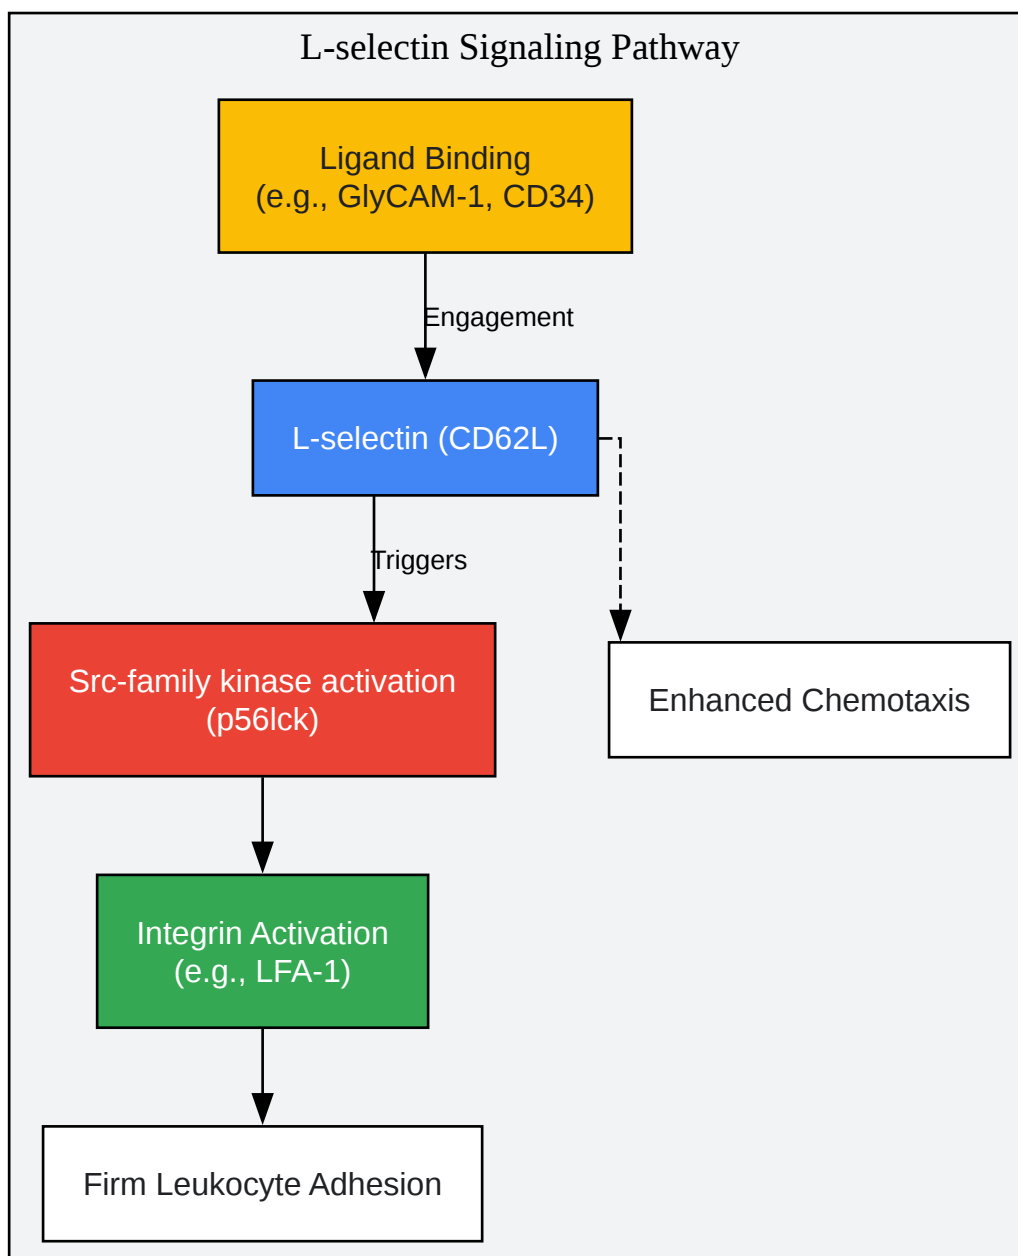 L-selectin Signaling Pathway
Ligand Binding
(e.g., GlyCAM-1, CD34)
Engagement
L-selectin (CD62L)
Triggers
Src-family kinase activation
(p56lck)
Enhanced Chemotaxis
Integrin Activation
(e.g., LFA-1)
Firm Leukocyte Adhesion